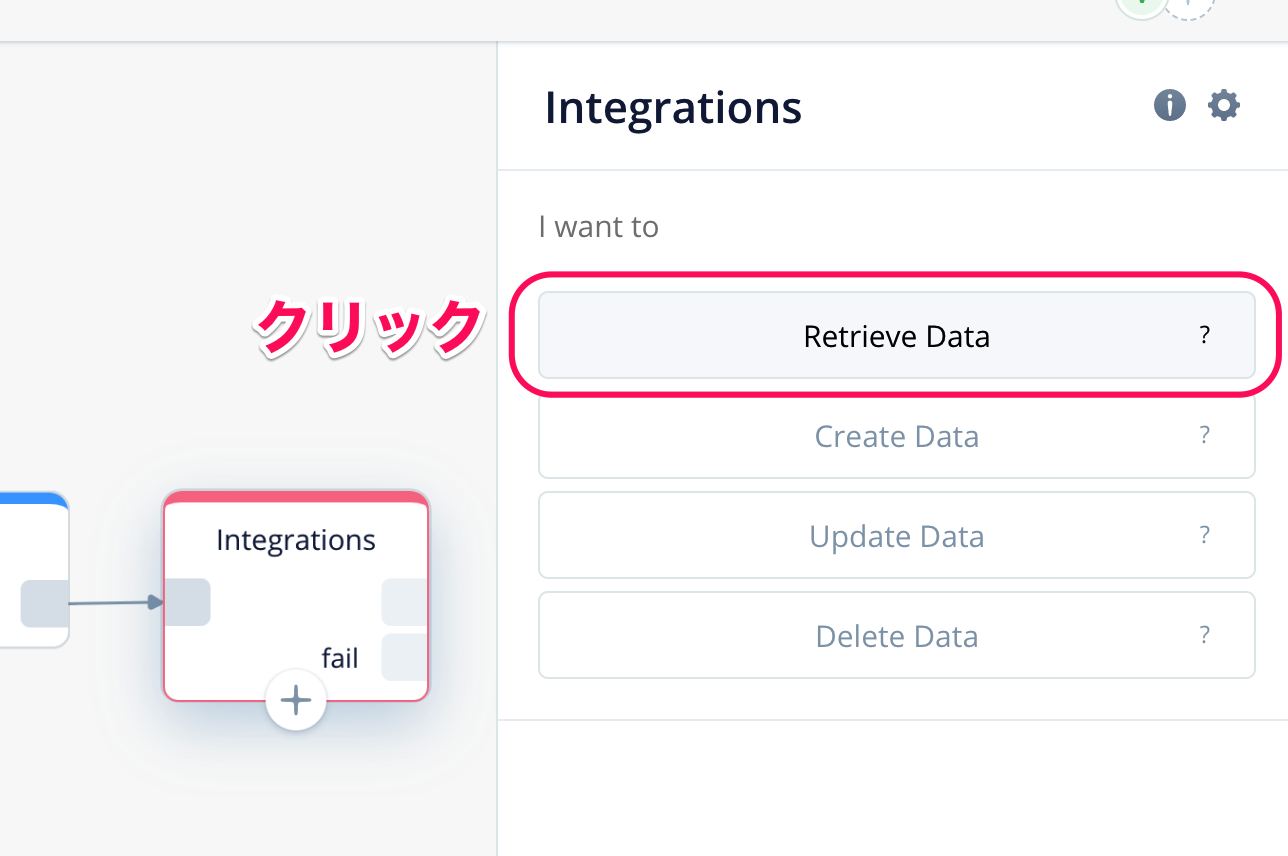 Integrations
I want to
クリック
Retrieve Data ?
Create Data ?
Update Data ?
Delete Data ?
Integrations
fail